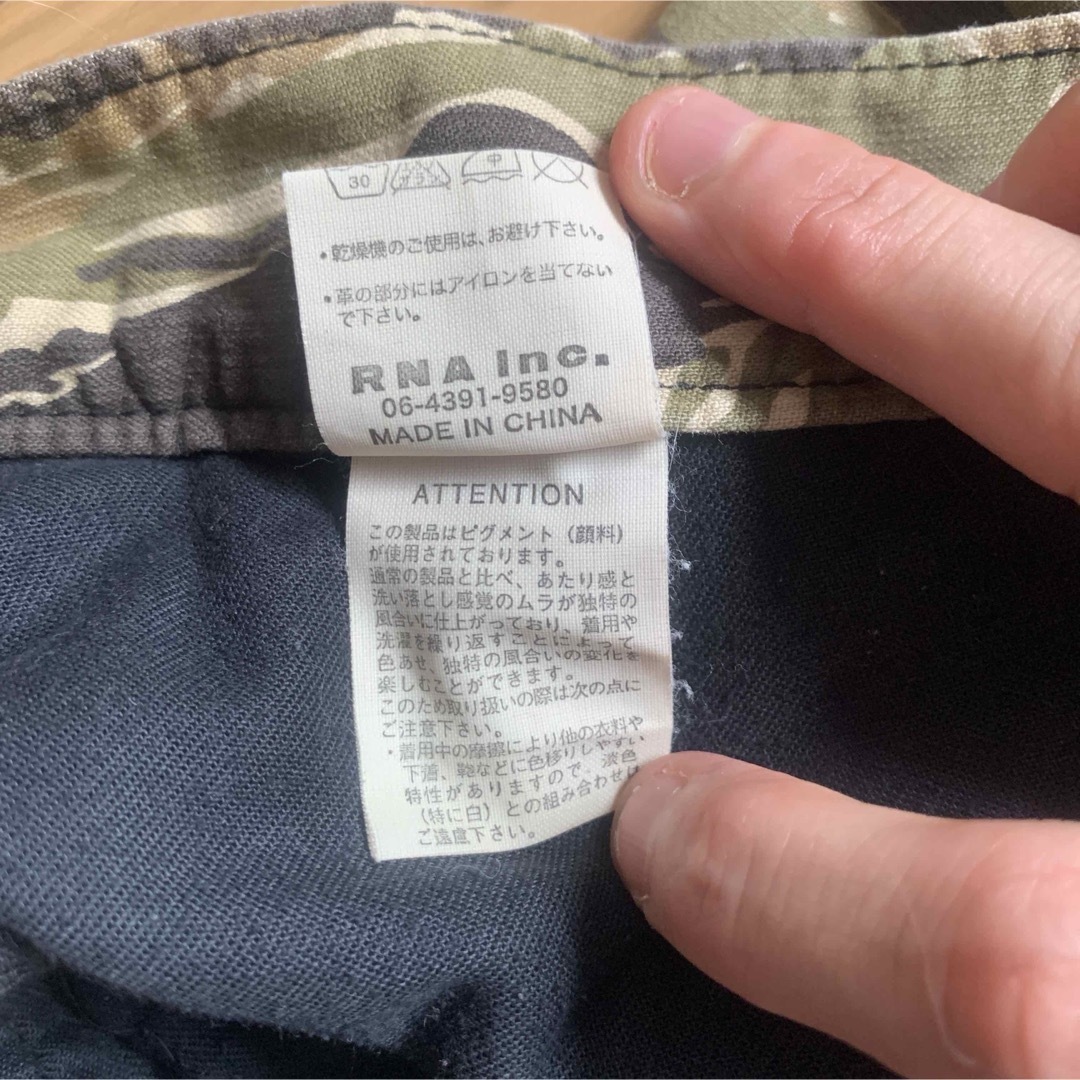 30
中
・乾燥機のご使用は、お避け下さい。
・革の部分にはアイロンを当てない
で下さい。
RNA Inc.
06-4391-9580
MADE IN CHINA
ATTENTION
この製品はピグメント（顔料）
が使用されております。
通常の製品と比べ、あたり感と
洗い落とし感覚のムラが独特の
風合いに仕上がっており、着用や
洗濯を繰り返すことによって
色あせ、独特の風合いの変化を
楽しむことができます。
このため取り扱いの際は次の点に
ご注意下さい。
・着用中の摩擦により他の衣料や
下着、靴などに色移りしやすい
特性がありますので、淡色
（特に白）との組み合わせは
ご遠慮下さい。